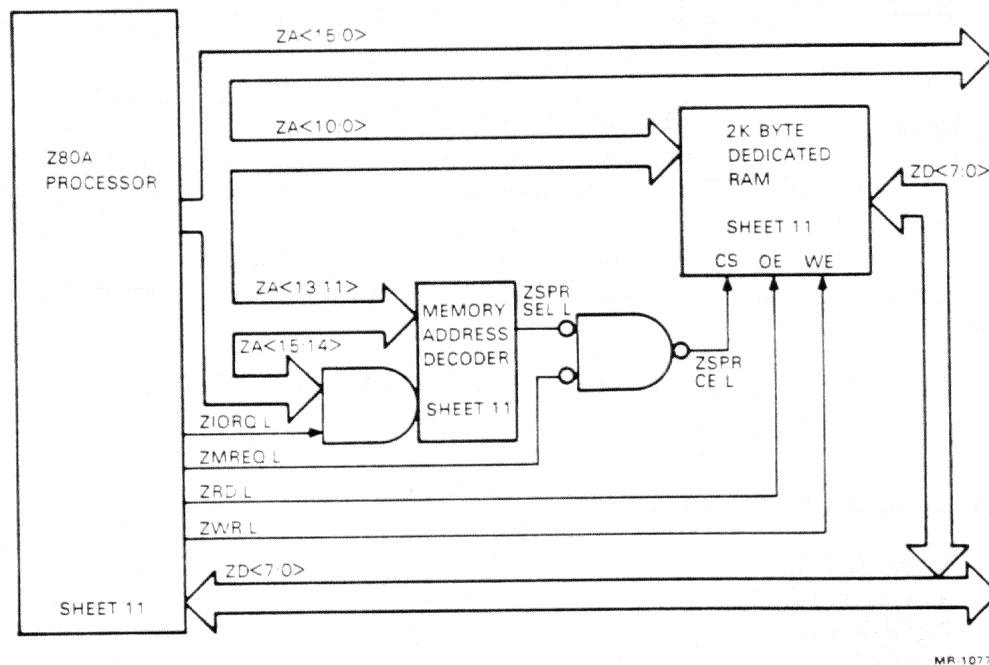 ZA<15:0>
ZA<10:0>
Z80A
PROCESSOR
2K BYTE
DEDICATED
RAM
SHEET 11
CS OE WE
ZD<7:0>
ZA<13:11>
MEMORY
ADDRESS
DECODER
SHEET 11
ZSPR
SEL L
ZA<15:14>
ZSPR
CE L
ZIORQ L
ZMREQ L
ZRD L
ZWR L
ZD<7:0>
SHEET 11
MR-1077